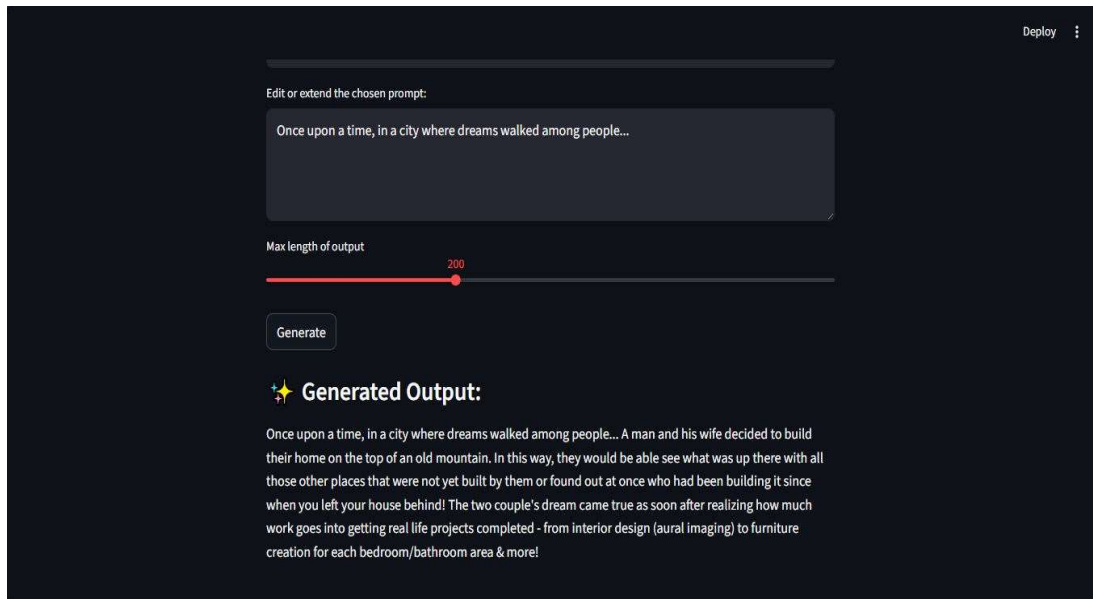 Deploy
Edit or extend the chosen prompt:
Once upon a time, in a city where dreams walked among people...
Max length of output
200
Generate
✨ Generated Output:
Once upon a time, in a city where dreams walked among people... A man and his wife decided to build
their home on the top of an old mountain. In this way, they would be able see what was up there with all
those other places that were not yet built by them or found out at once who had been building it since
when you left your house behind! The two couple's dream came true as soon after realizing how much
work goes into getting real life projects completed - from interior design (aural imaging) to furniture
creation for each bedroom/bathroom area & more!